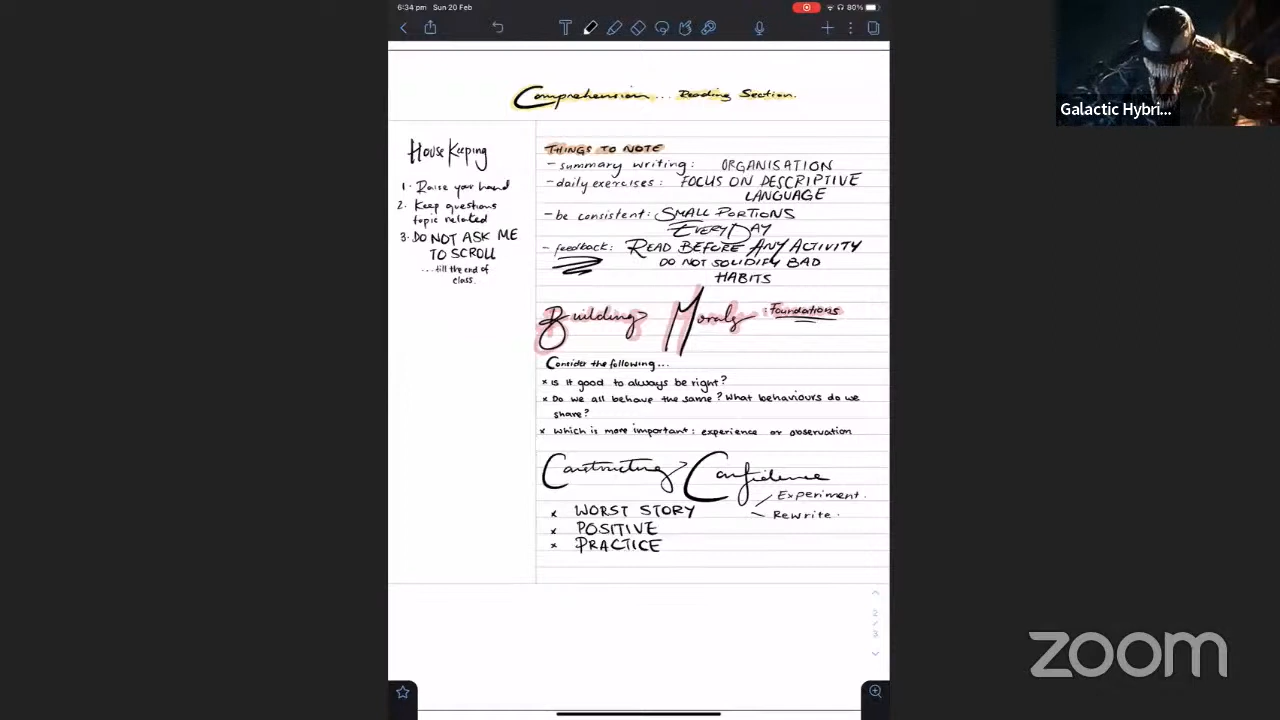 6:34 pm Sun 20 Feb
80%
Galactic Hybri...
Comprehension... Reading Section.
House Keeping
1. Raise your hand
2. Keep questions
topic related
3. DO NOT ASK ME
TO SCROLL
...till the end of
class.
THINGS TO NOTE
- summary writing: ORGANISATION
- daily exercises: FOCUS ON DESCRIPTIVE
LANGUAGE
- be consistent: SMALL PORTIONS
EVERY DAY
- feedback: READ BEFORE ANY ACTIVITY
DO NOT SOLIDIFY BAD
HABITS
Building Morals : Foundations
Consider the following...
x Is it good to always be right?
x Do we all behave the same? What behaviours do we
share?
x Which is more important: experience or observation
Constructing Confidence
Experiment.
Rewrite.
x WORST STORY
x POSITIVE
x PRACTICE
2
/
3
zoom